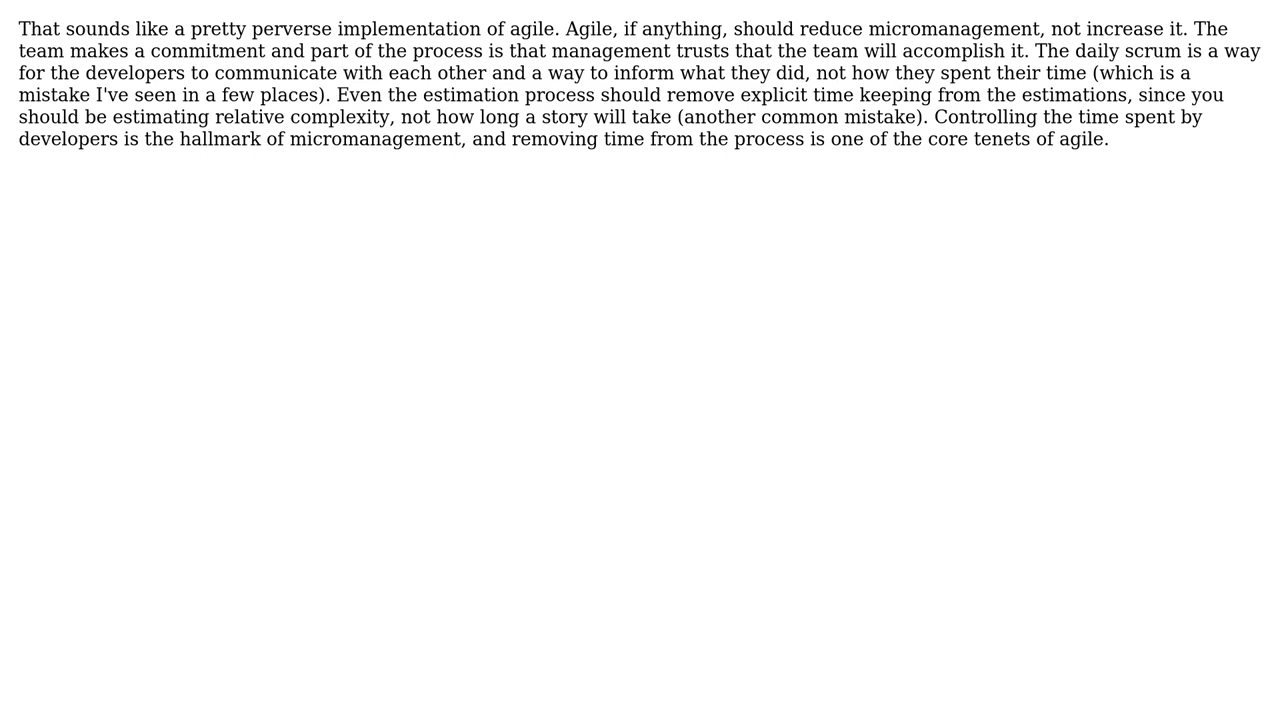 That sounds like a pretty perverse implementation of agile. Agile, if anything, should reduce micromanagement, not increase it. The
team makes a commitment and part of the process is that management trusts that the team will accomplish it. The daily scrum is a way
for the developers to communicate with each other and a way to inform what they did, not how they spent their time (which is a
mistake I've seen in a few places). Even the estimation process should remove explicit time keeping from the estimations, since you
should be estimating relative complexity, not how long a story will take (another common mistake). Controlling the time spent by
developers is the hallmark of micromanagement, and removing time from the process is one of the core tenets of agile.